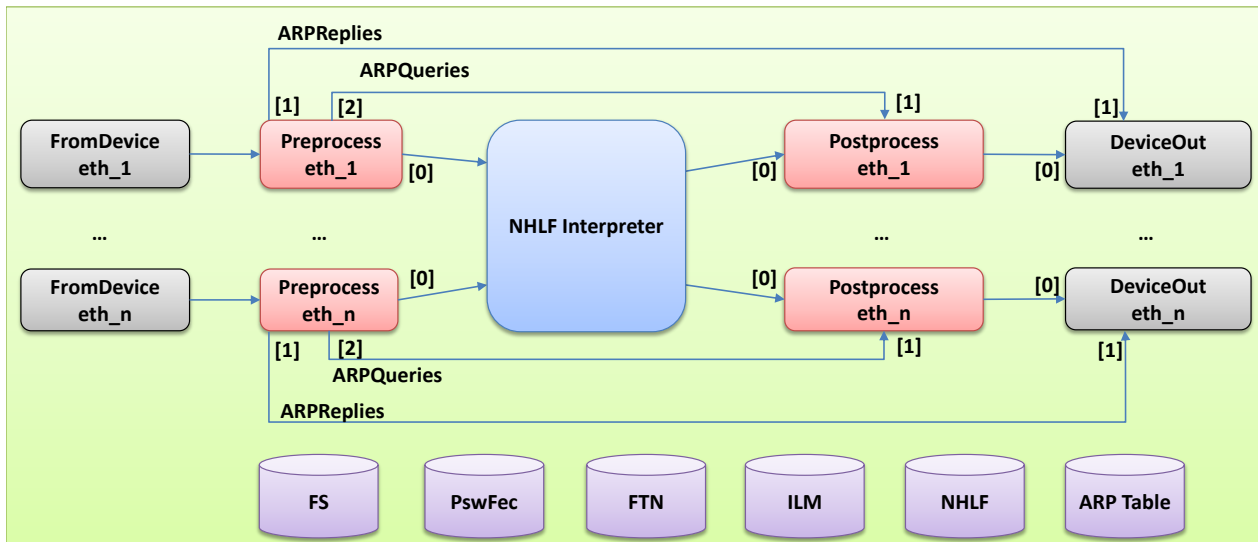 ARPReplies
ARPQueries
[1]
[2]
[1]
[1]
FromDevice
eth_1
Preprocess
eth_1
[0]
NHLF Interpreter
[0]
Postprocess
eth_1
[0]
DeviceOut
eth_1
...
...
...
...
FromDevice
eth_n
Preprocess
eth_n
[0]
[0]
Postprocess
eth_n
[0]
DeviceOut
eth_n
[1]
[2]
[1]
[1]
ARPQueries
ARPReplies
FS
PswFec
FTN
ILM
NHLF
ARP Table